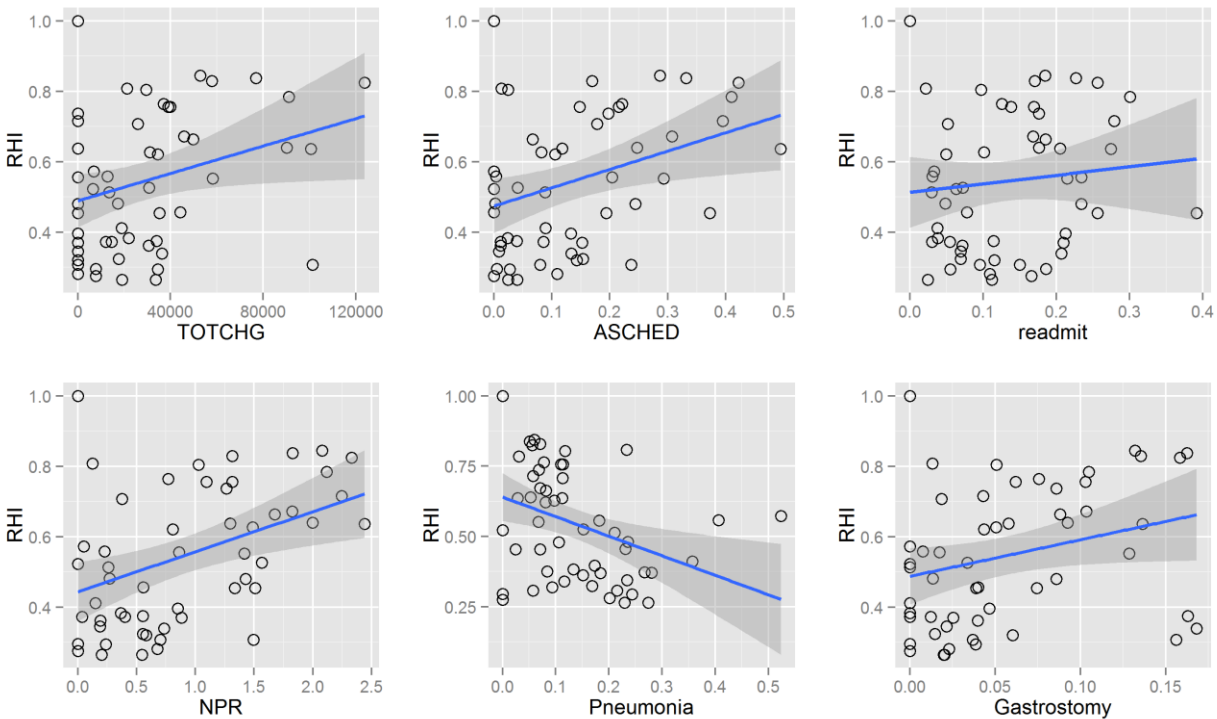 1.0
0.8
0.6
0.4
RHI
0 40000 80000 120000
TOTCHG
1.0
0.8
0.6
0.4
RHI
0.0 0.1 0.2 0.3 0.4 0.5
ASCHED
1.0
0.8
0.6
0.4
RHI
0.0 0.1 0.2 0.3 0.4
readmit
1.0
0.8
0.6
0.4
RHI
0.0 0.5 1.0 1.5 2.0 2.5
NPR
1.00
0.75
0.50
0.25
RHI
0.0 0.1 0.2 0.3 0.4 0.5
Pneumonia
1.0
0.8
0.6
0.4
RHI
0.00 0.05 0.10 0.15
Gastrostomy